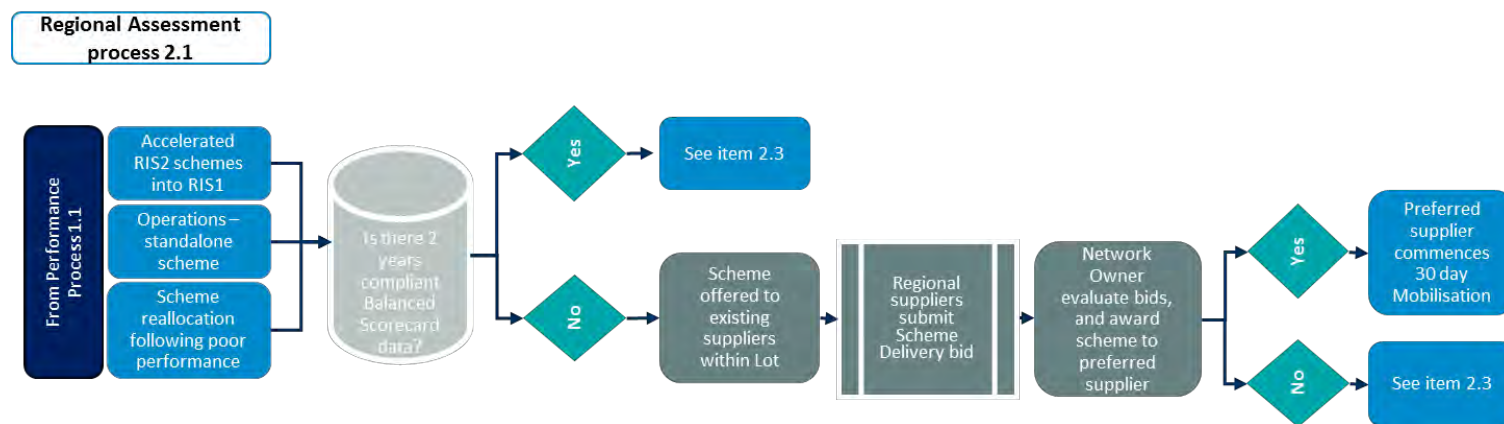 Regional Assessment
process 2.1
From Performance
Process 1.1
Accelerated
RIS2 schemes
into RIS1
Operations –
standalone
scheme
Scheme
reallocation
following poor
performance
Is there 2
years
compliant
Balanced
Scorecard
data?
Yes
See item 2.3
No
Scheme
offered to
existing
suppliers
within Lot
Regional
suppliers
submit
Scheme
Delivery bid
Network
Owner
evaluate bids,
and award
scheme to
preferred
supplier
Yes
Preferred
supplier
commences
30 day
Mobilisation
No
See item 2.3